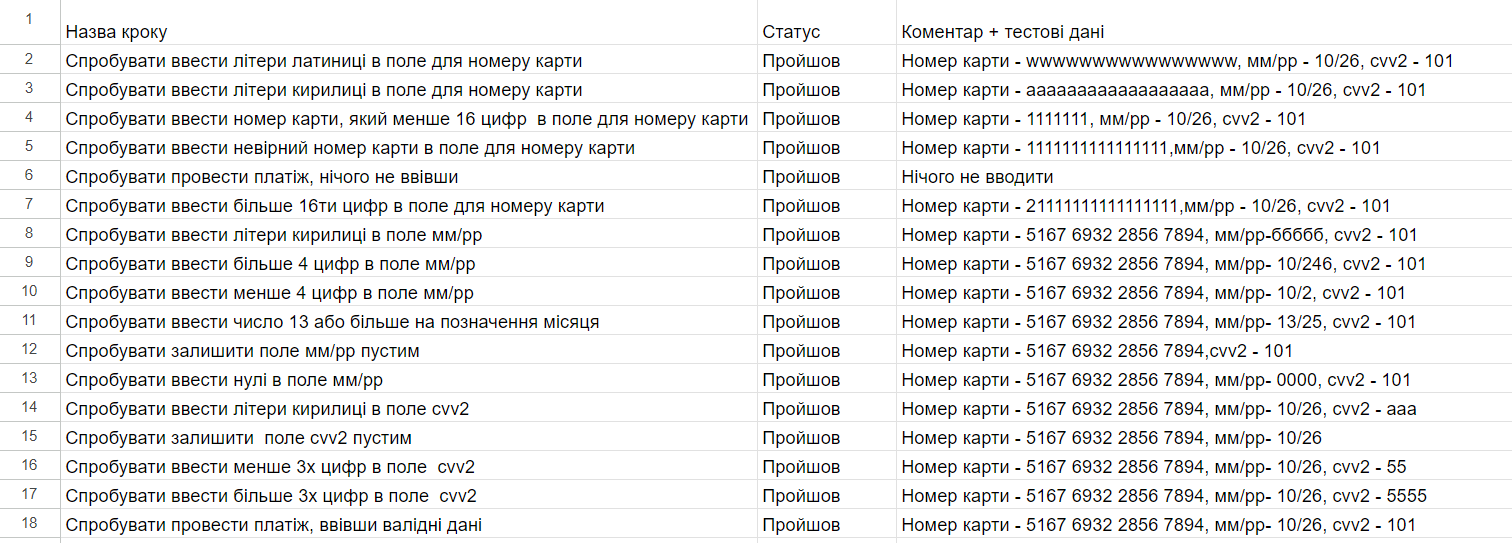 1
Назва кроку Статус Коментар + тестові дані
2 Спробувати ввести літери латиниці в поле для номеру карти Пройшов Номер карти - wwwwwwwwwwwwwwww, мм/рр - 10/26, cvv2 - 101
3 Спробувати ввести літери кирилиці в поле для номеру карти Пройшов Номер карти - аааааааааааааааааа, мм/рр - 10/26, cvv2 - 101
4 Спробувати ввести номер карти, який менше 16 цифр  в поле для номеру карти Пройшов Номер карти - 1111111, мм/рр - 10/26, cvv2 - 101
5 Спробувати ввести невірний номер карти в поле для номеру карти Пройшов Номер карти - 1111111111111111,мм/рр - 10/26, cvv2 - 101
6 Спробувати провести платіж, нічого не ввівши Пройшов Нічого не вводити
7 Спробувати ввести більше 16ти цифр в поле для номеру карти Пройшов Номер карти - 21111111111111111,мм/рр - 10/26, cvv2 - 101
8 Спробувати ввести літери кирилиці в поле мм/рр Пройшов Номер карти - 5167 6932 2856 7894, мм/рр-ббббб, cvv2 - 101
9 Спробувати ввести більше 4 цифр в поле мм/рр Пройшов Номер карти - 5167 6932 2856 7894, мм/рр- 10/246, cvv2 - 101
10 Спробувати ввести менше 4 цифр в поле мм/рр Пройшов Номер карти - 5167 6932 2856 7894, мм/рр- 10/2, cvv2 - 101
11 Спробувати ввести число 13 або більше на позначення місяця Пройшов Номер карти - 5167 6932 2856 7894, мм/рр- 13/25, cvv2 - 101
12 Спробувати залишити поле мм/рр пустим Пройшов Номер карти - 5167 6932 2856 7894,cvv2 - 101
13 Спробувати ввести нулі в поле мм/рр Пройшов Номер карти - 5167 6932 2856 7894, мм/рр- 0000, cvv2 - 101
14 Спробувати ввести літери кирилиці в поле cvv2 Пройшов Номер карти - 5167 6932 2856 7894, мм/рр- 10/26, cvv2 - ааа
15 Спробувати залишити  поле cvv2 пустим Пройшов Номер карти - 5167 6932 2856 7894, мм/рр- 10/26
16 Спробувати ввести менше 3х цифр в поле  cvv2 Пройшов Номер карти - 5167 6932 2856 7894, мм/рр- 10/26, cvv2 - 55
17 Спробувати ввести більше 3х цифр в поле  cvv2 Пройшов Номер карти - 5167 6932 2856 7894, мм/рр- 10/26, cvv2 - 5555
18 Спробувати провести платіж, ввівши валідні дані Пройшов Номер карти - 5167 6932 2856 7894, мм/рр- 10/26, cvv2 - 101